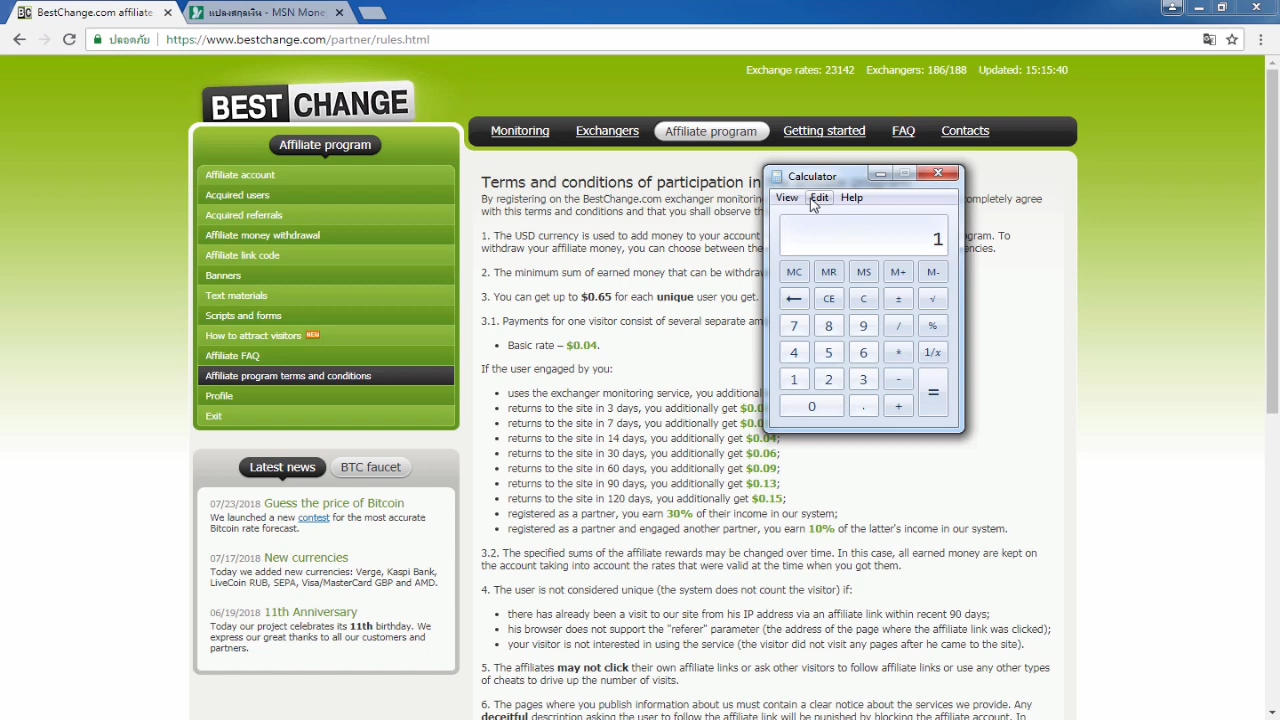 BestChange.com affiliate
แปลงสกุลเงิน - MSN Mone
ปลอดภัย https://www.bestchange.com/partner/rules.html
Exchange rates: 23142 Exchangers: 186/188 Updated: 15:15:40
BESTCHANGE
Monitoring Exchangers Affiliate program Getting started FAQ Contacts
Affiliate program
Affiliate account
Acquired users
Acquired referrals
Affiliate money withdrawal
Affiliate link code
Banners
Text materials
Scripts and forms
How to attract visitors NEW
Affiliate FAQ
Affiliate program terms and conditions
Profile
Exit
Latest news BTC faucet
07/23/2018 Guess the price of Bitcoin
We launched a new contest for the most accurate
Bitcoin rate forecast.
07/17/2018 New currencies
Today we added new currencies: Verge, Kaspi Bank,
LiveCoin RUB, SEPA, Visa/MasterCard GBP and AMD.
06/19/2018 11th Anniversary
Today our project celebrates its 11th birthday. We
express our great thanks to all our customers and
partners.
Terms and conditions of participation in
By registering on the BestChange.com exchanger monitoring completely agree
with this terms and conditions and that you shall observe
1. The USD currency is used to add money to your account program. To
withdraw your affiliate money, you can choose between the
2. The minimum sum of earned money that can be
3. You can get up to $0.65 for each unique user you get.
3.1. Payments for one visitor consist of several separate
• Basic rate – $0.04.
If the user engaged by you:
• uses the exchanger monitoring service, you
• returns to the site in 3 days, you additionally get
• returns to the site in 7 days, you additionally get
• returns to the site in 14 days, you additionally get $0.04;
• returns to the site in 30 days, you additionally get $0.06;
• returns to the site in 60 days, you additionally get $0.09;
• returns to the site in 90 days, you additionally get $0.13;
• returns to the site in 120 days, you additionally get $0.15;
• registered as a partner, you earn 30% of their income in our system;
• registered as a partner and engaged another partner, you earn 10% of the latter's income in our system.
3.2. The specified sums of the affiliate rewards may be changed over time. In this case, all earned money are kept on
the account taking into account the rates that were valid at the time when you got them.
4. The user is not considered unique (the system does not count the visitor) if:
• there has already been a visit to our site from his IP address via an affiliate link within recent 90 days;
• his browser does not support the "referer" parameter (the address of the page where the affiliate link was clicked);
• your visitor is not interested in using the service (the visitor did not visit any pages after he came to the site).
5. The affiliates may not click their own affiliate links or ask other visitors to follow affiliate links or use any other types
of cheats to drive up the number of visits.
6. The pages where you publish information about us must contain a clear notice about the services we provide. Any
deceitful description asking the user to follow the affiliate link will be punished by blocking the affiliate account. In
Calculator
View Edit Help
1
MC MR MS M+ M-
← CE C ± √
7 8 9 / %
4 5 6 * 1/x
1 2 3 - =
0 . +